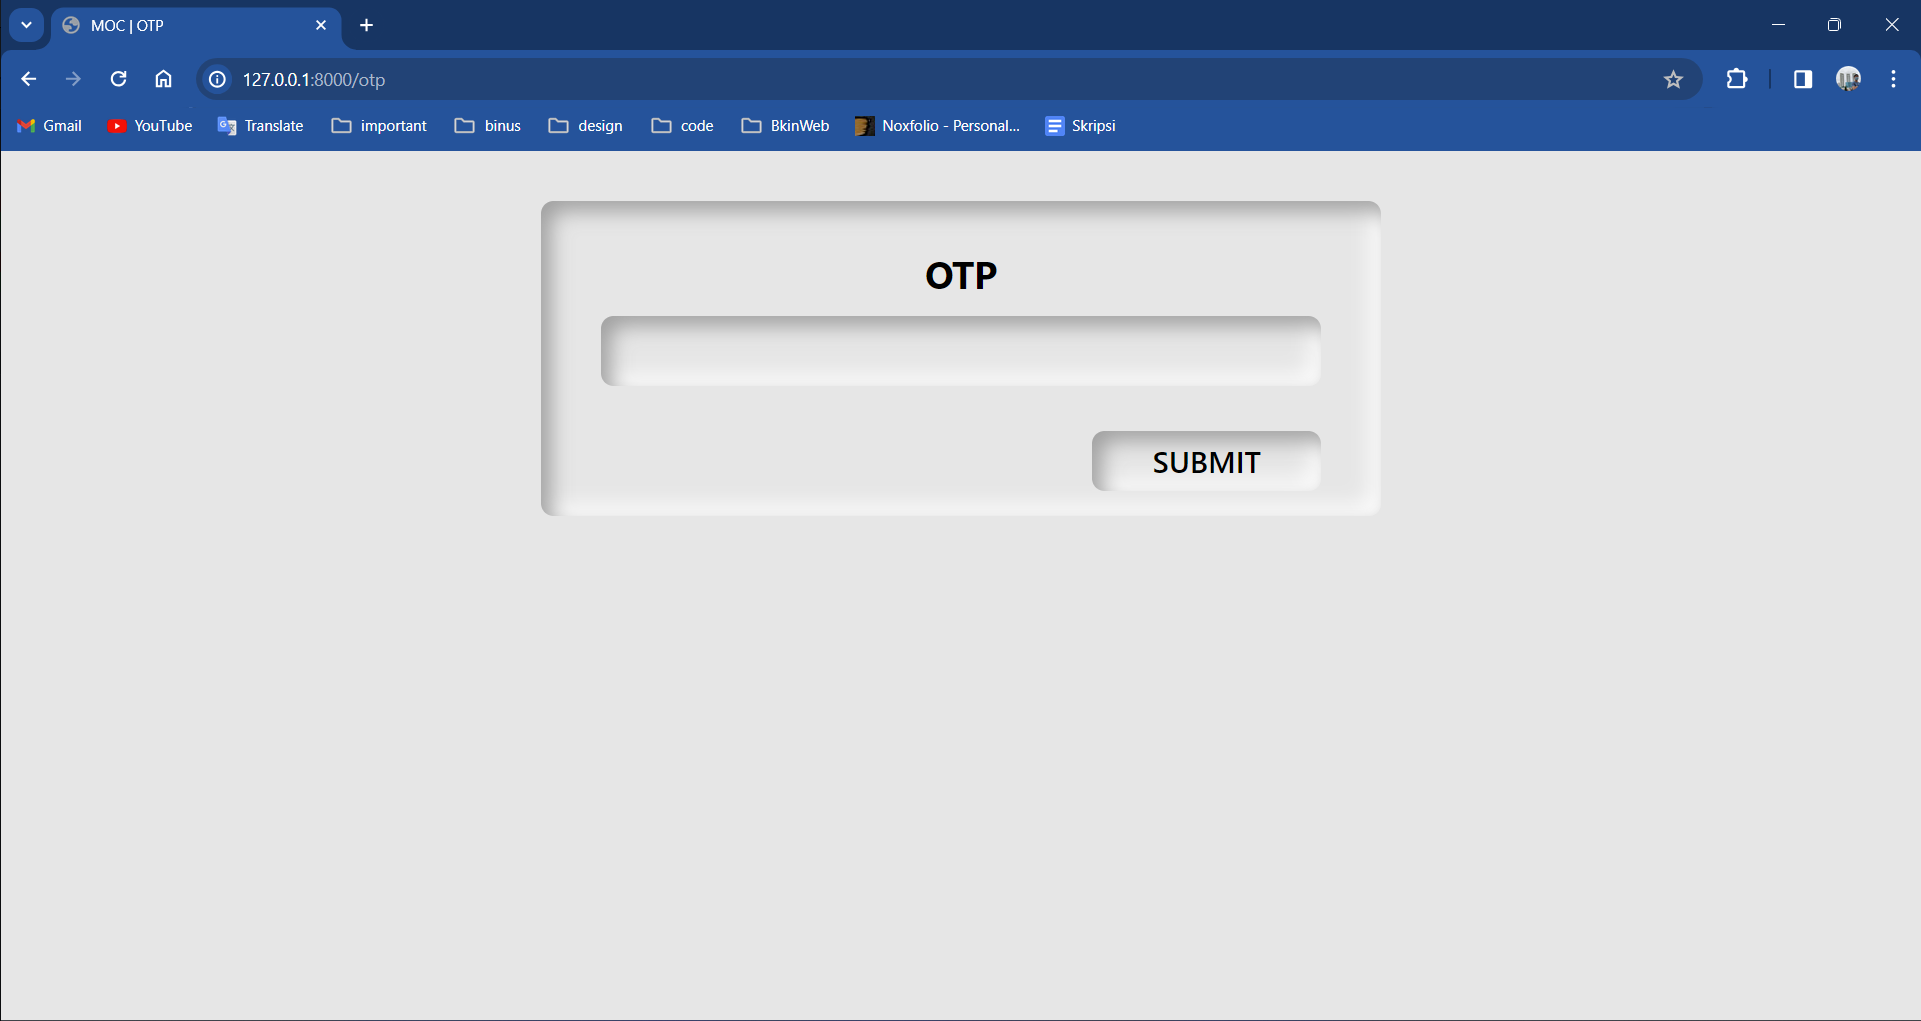 MOC | OTP
127.0.0.1:8000/otp
Gmail YouTube Translate important binus design code BkinWeb Noxfolio - Personal... Skripsi
OTP
SUBMIT